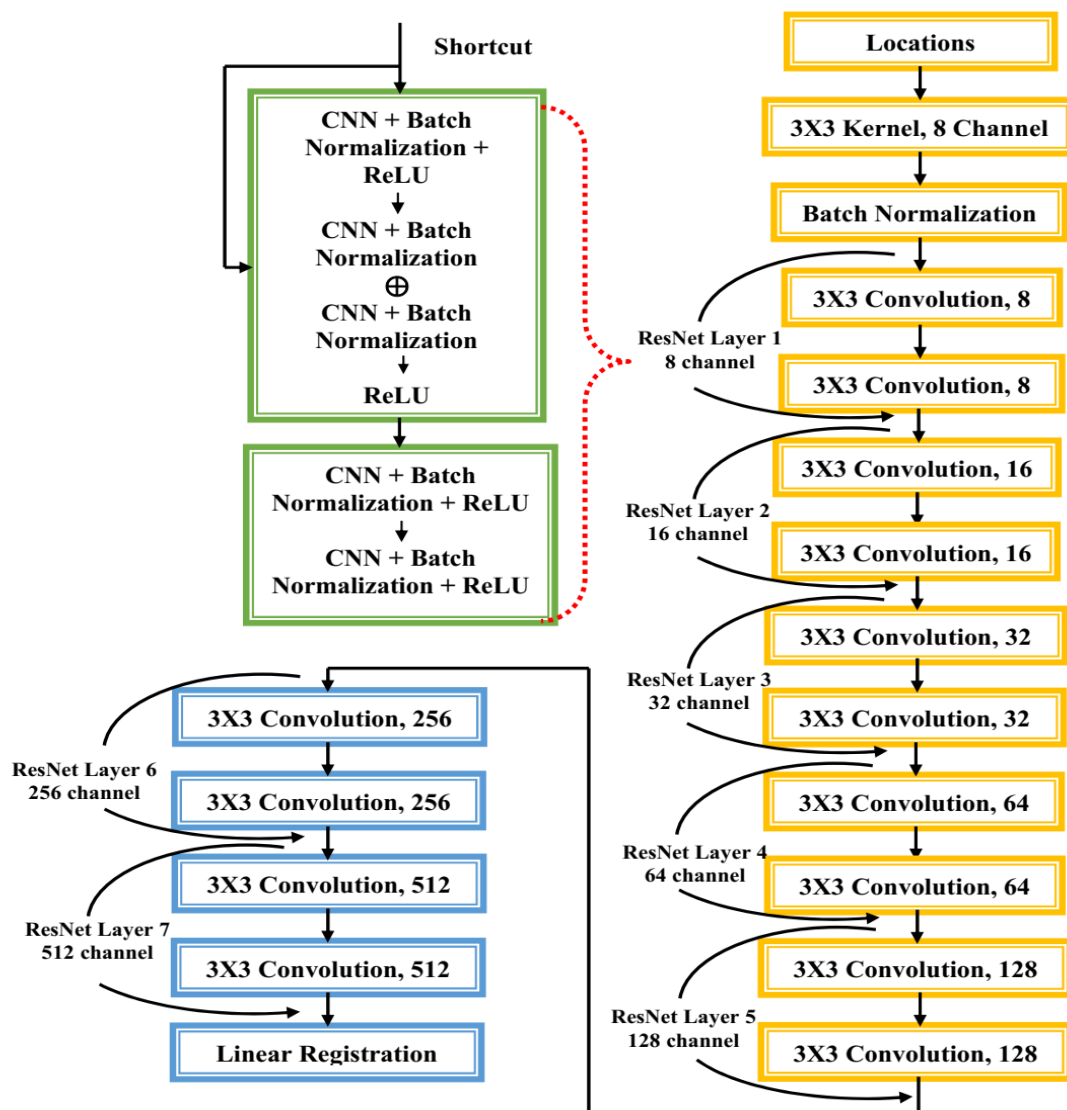 Shortcut
CNN + Batch
Normalization +
ReLU
CNN + Batch
Normalization
CNN + Batch
Normalization
ReLU
CNN + Batch
Normalization + ReLU
CNN + Batch
Normalization + ReLU
Locations
3X3 Kernel, 8 Channel
Batch Normalization
3X3 Convolution, 8
ResNet Layer 1
8 channel
3X3 Convolution, 8
3X3 Convolution, 16
ResNet Layer 2
16 channel
3X3 Convolution, 16
3X3 Convolution, 32
ResNet Layer 3
32 channel
3X3 Convolution, 32
3X3 Convolution, 64
ResNet Layer 4
64 channel
3X3 Convolution, 64
3X3 Convolution, 128
ResNet Layer 5
128 channel
3X3 Convolution, 128
3X3 Convolution, 256
ResNet Layer 6
256 channel
3X3 Convolution, 256
3X3 Convolution, 512
ResNet Layer 7
512 channel
3X3 Convolution, 512
Linear Registration